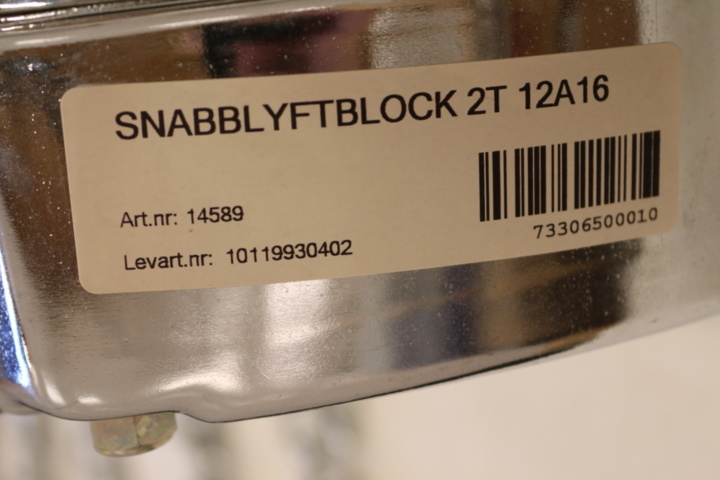 SNABBLYFTBLOCK 2T 12A16
Art.nr: 14589
Levart.nr: 10119930402
73306500010